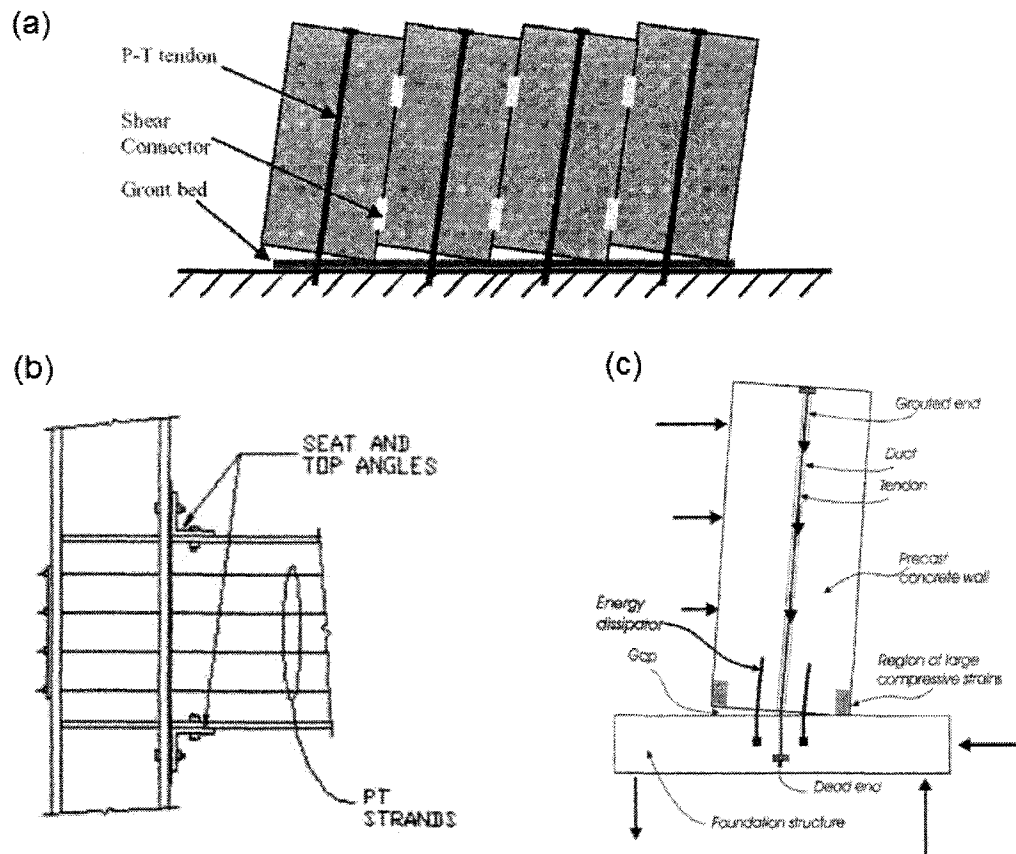 (a)
P-T tendon
Shear
Connector
Grout bed
(b)
SEAT AND
TOP ANGLES
PT
STRANDS
(c)
Grouted end
Duct
Tendon
Precast
concrete wall
Energy
dissipator
Gap
Region of large
compressive strains
Dead end
Foundation structure